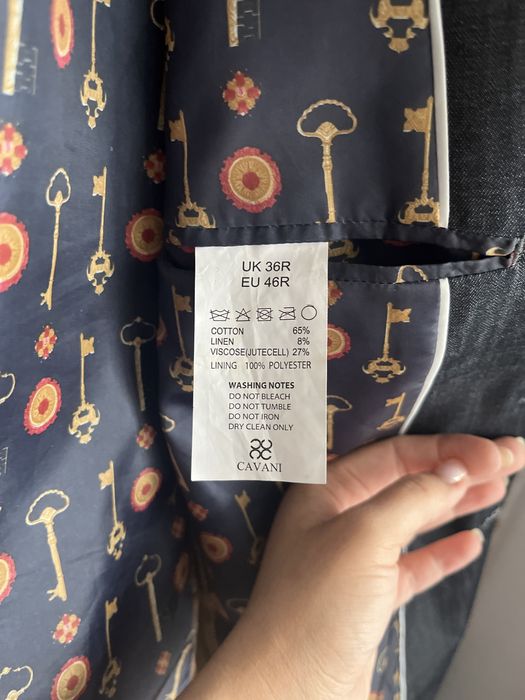 UK 36R
EU 46R
COTTON 65%
LINEN 8%
VISCOSE(JUTECELL) 27%
LINING 100% POLYESTER
WASHING NOTES
DO NOT BLEACH
DO NOT TUMBLE
DO NOT IRON
DRY CLEAN ONLY
CAVANI